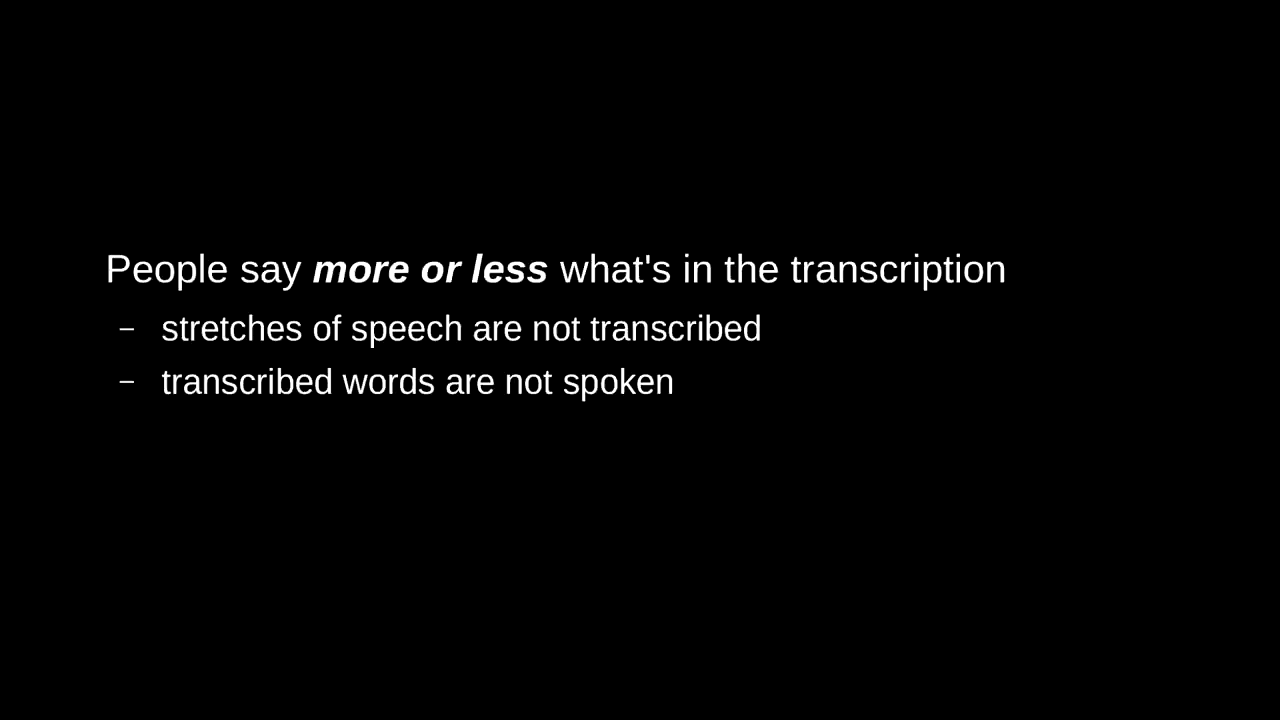 People say more or less what's in the transcription
– stretches of speech are not transcribed
– transcribed words are not spoken